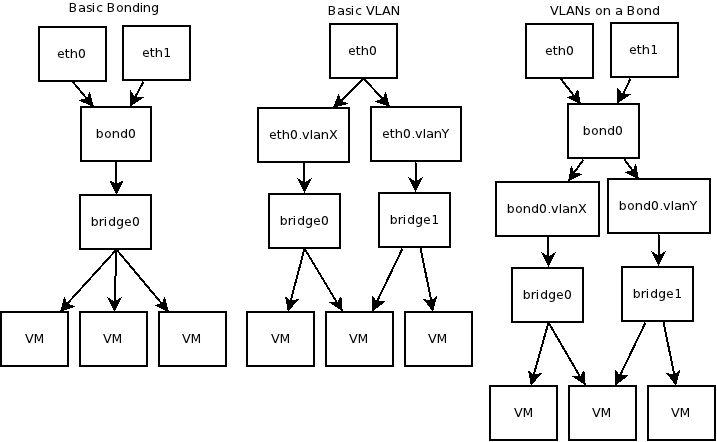 Basic Bonding
eth0
eth1
bond0
bridge0
VM
VM
VM
Basic VLAN
eth0
eth0.vlanX
eth0.vlanY
bridge0
bridge1
VM
VM
VM
VLANs on a Bond
eth0
eth1
bond0
bond0.vlanX
bond0.vlanY
bridge0
bridge1
VM
VM
VM